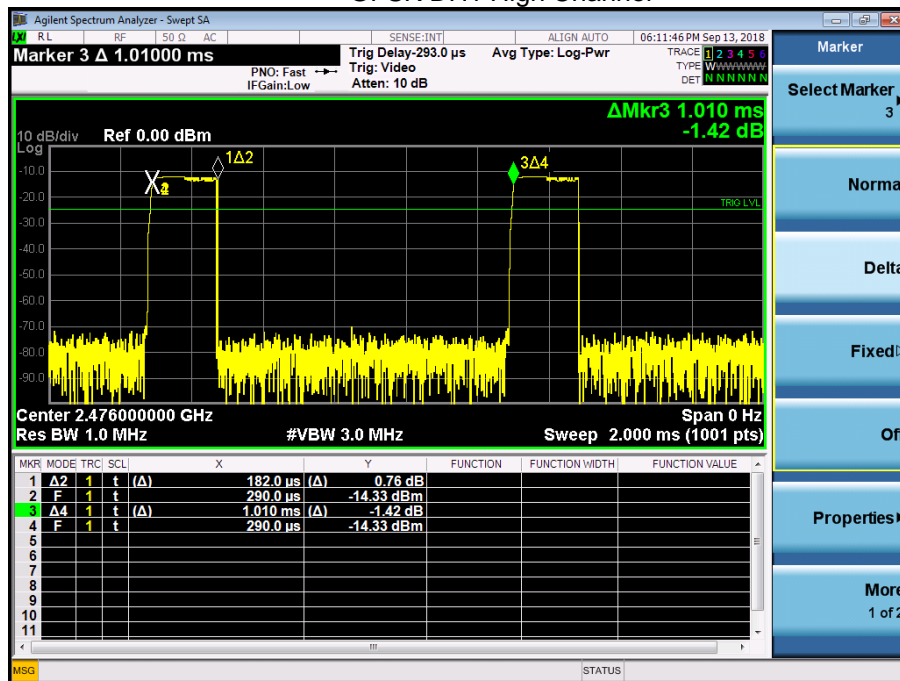 Agilent Spectrum Analyzer - Swept SA
LXI RL RF 50 Ω AC SENSE:INT ALIGN AUTO 06:11:46 PM Sep 13, 2018
Marker 3 Δ 1.01000 ms
PNO: Fast
IFGain:Low
Trig Delay-293.0 µs
Trig: Video
Atten: 10 dB
Avg Type: Log-Pwr
TRACE 1 2 3 4 5 6
TYPE WWWWWW
DET N N N N N N
ΔMkr3 1.010 ms
-1.42 dB
10 dB/div Ref 0.00 dBm
Log
1Δ2
3Δ4
-10.0
-20.0
TRIG LVL
-30.0
-40.0
-50.0
-60.0
-70.0
-80.0
-90.0
Center 2.476000000 GHz Span 0 Hz
Res BW 1.0 MHz #VBW 3.0 MHz Sweep 2.000 ms (1001 pts)
MKR MODE TRC SCL X Y FUNCTION FUNCTION WIDTH FUNCTION VALUE
1 Δ2 1 t (Δ) 182.0 µs (Δ) 0.76 dB
2 F 1 t 290.0 µs -14.33 dBm
3 Δ4 1 t (Δ) 1.010 ms (Δ) -1.42 dB
4 F 1 t 290.0 µs -14.33 dBm
5
6
7
8
9
10
11
MSG STATUS
Marker
Select Marker
3
Norma
Delta
Fixed
Of
Properties
More
1 of 2